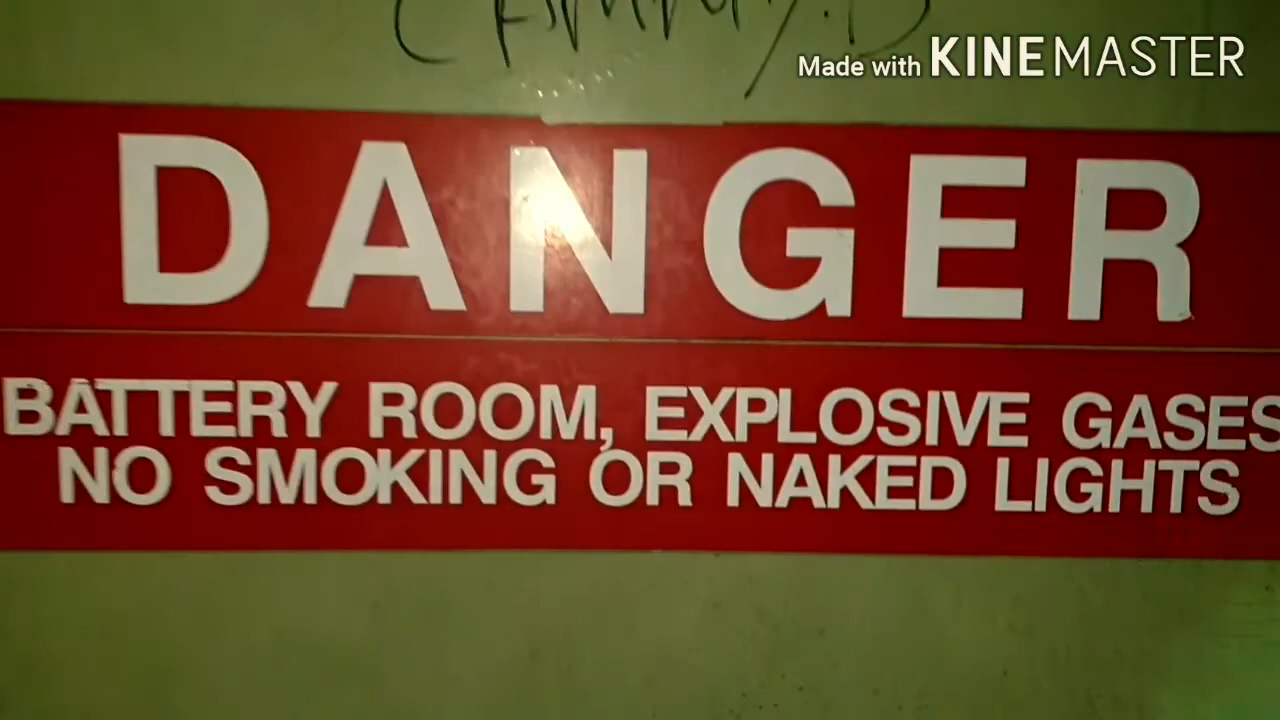 Made with KINEMASTER
DANGER
BATTERY ROOM, EXPLOSIVE GASES
NO SMOKING OR NAKED LIGHTS